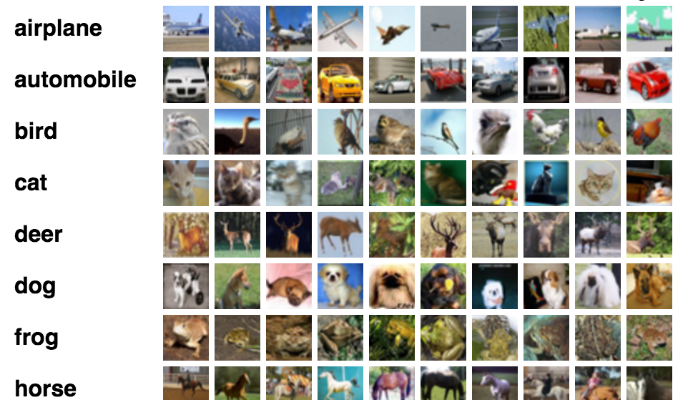 airplane
automobile
bird
cat
deer
dog
frog
horse